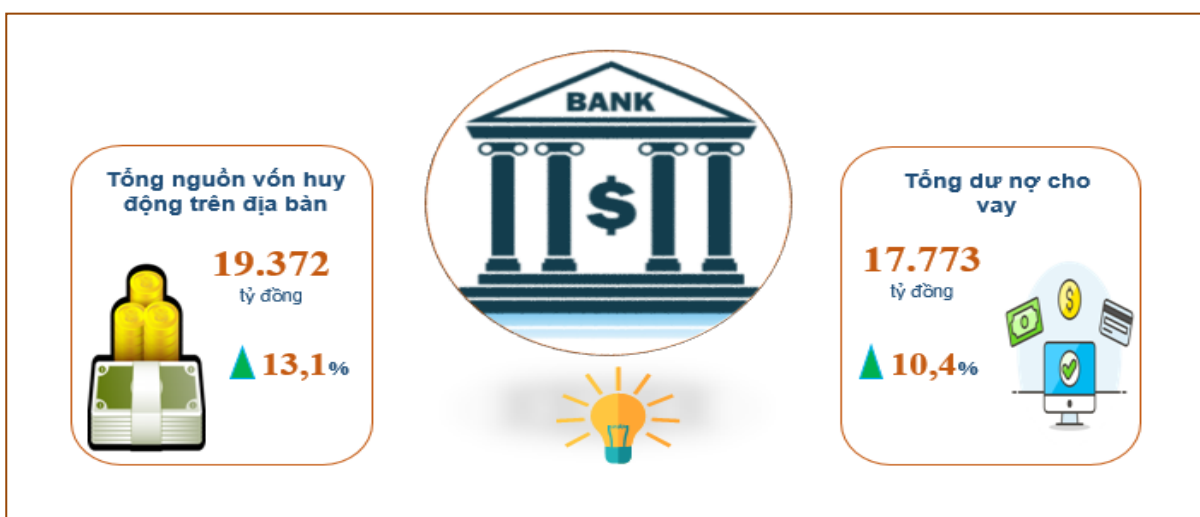 BANK
$
Tổng nguồn vốn huy
động trên địa bàn
19.372
tỷ đồng
13,1%
Tổng dư nợ cho
vay
17.773
tỷ đồng
$
10,4%